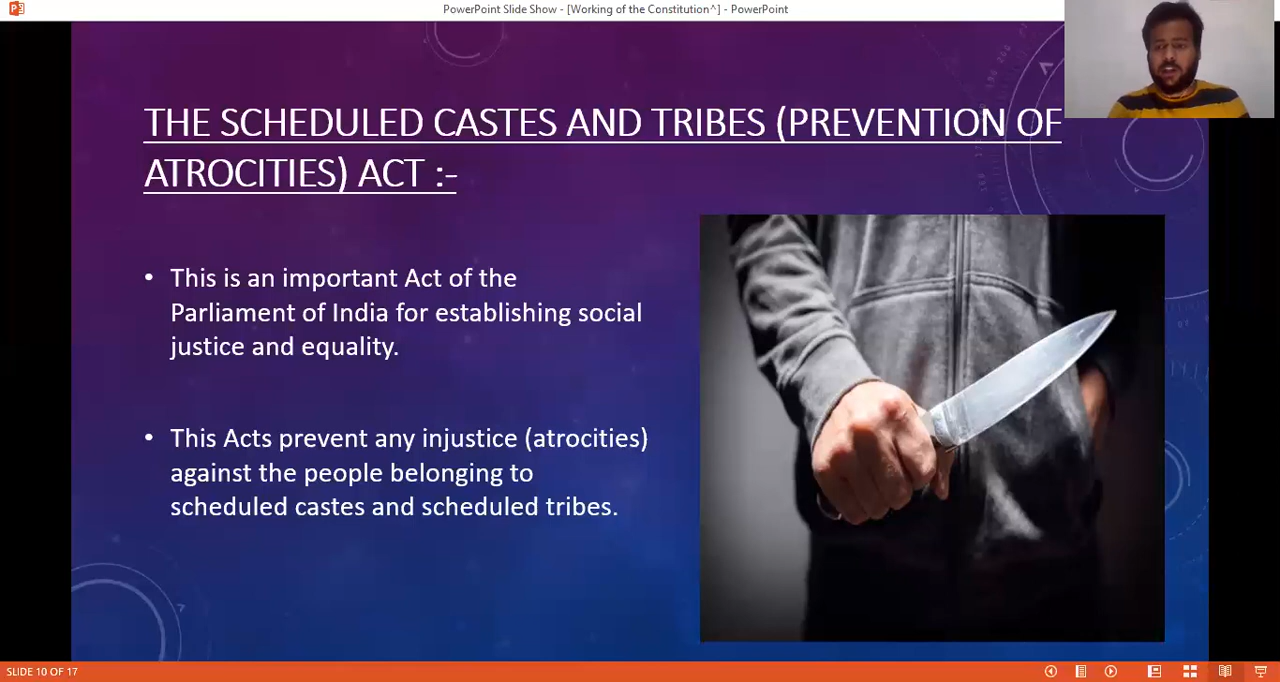 PowerPoint Slide Show - [Working of the Constitution^] - PowerPoint
THE SCHEDULED CASTES AND TRIBES (PREVENTION OF
ATROCITIES) ACT :-
• This is an important Act of the
Parliament of India for establishing social
justice and equality.
• This Acts prevent any injustice (atrocities)
against the people belonging to
scheduled castes and scheduled tribes.
SLIDE 10 OF 17